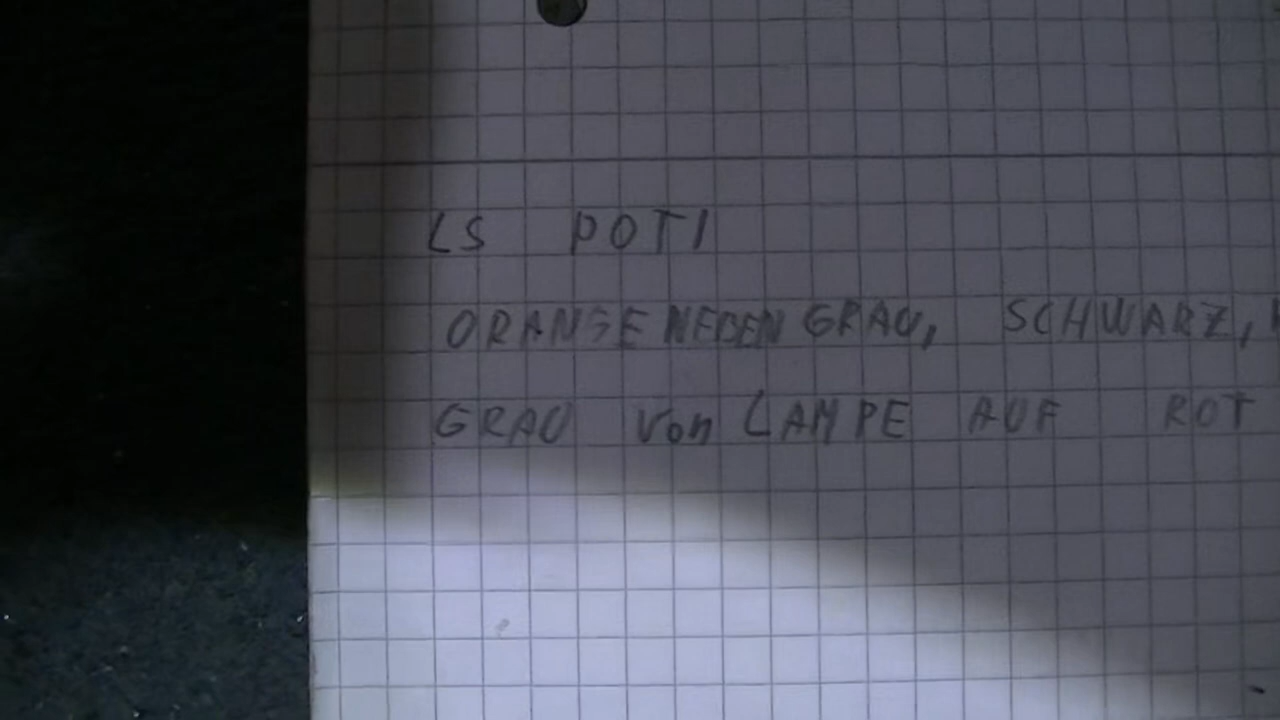 LS POTI
ORANGE NEBEN GRAU, SCHWARZ,
GRAU von LAMPE AUF ROT